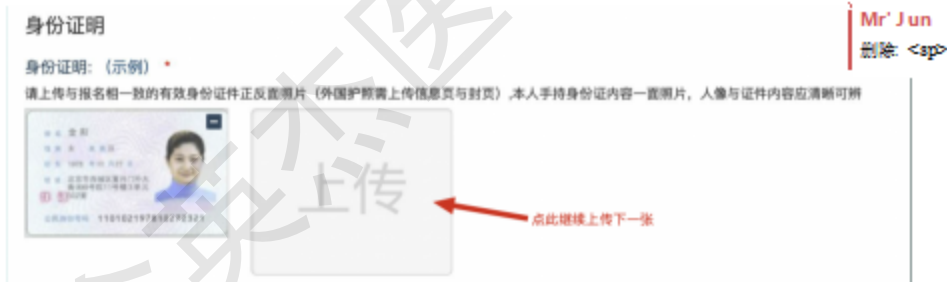 身份证明
Mr' Jun
删除: <sp>
身份证明: （示例） *
请上传与报名相一致的有效身份证件正反面照片（外国护照需上传信息页与封页）,本人手持身份证内容一面照片，人像与证件内容应清晰可辨
上传
点此继续上传下一张